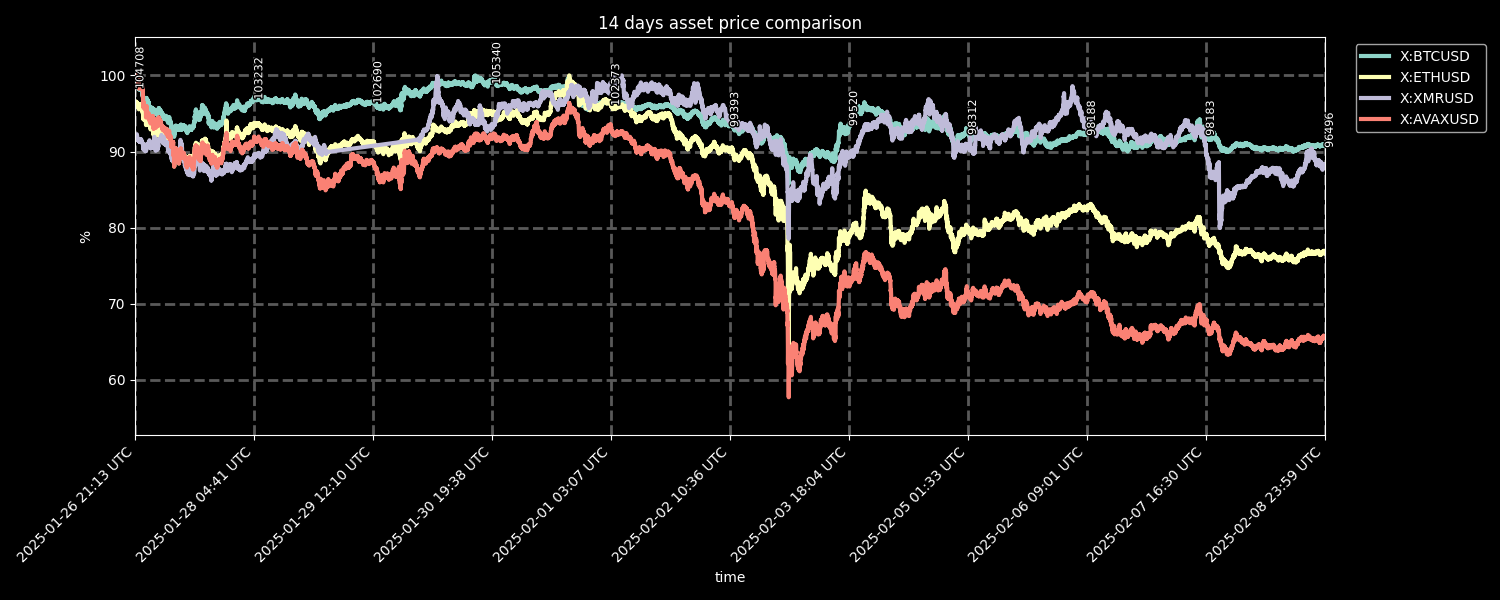 14 days asset price comparison
X:BTCUSD
X:ETHUSD
X:XMRUSD
X:AVAXUSD
%
100
90
80
70
60
104708
103232
102690
105340
102373
99393
99520
98312
98188
98183
96496
2025-01-26 21:13 UTC
2025-01-28 04:41 UTC
2025-01-29 12:10 UTC
2025-01-30 19:38 UTC
2025-02-01 03:07 UTC
2025-02-02 10:36 UTC
2025-02-03 18:04 UTC
2025-02-05 01:33 UTC
2025-02-06 09:01 UTC
2025-02-07 16:30 UTC
2025-02-08 23:59 UTC
time